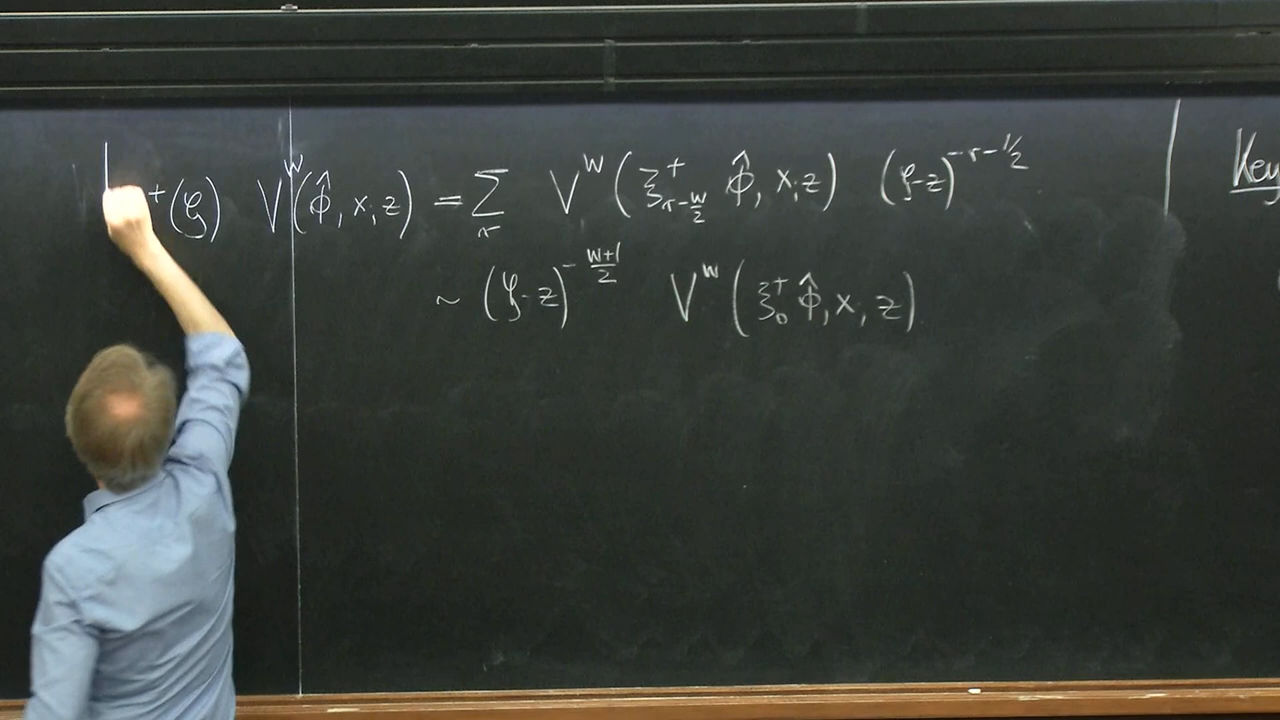 ⁺(ζ) V^w(Φ̂, x; z) = Σ_r V^w(ξ⁺_{r-w/2} Φ̂, x; z) (ζ-z)^{-r-1/2}
~ (ζ-z)^{-(w+1)/2} V^w(ξ⁺_0 Φ̂, x; z)
Key